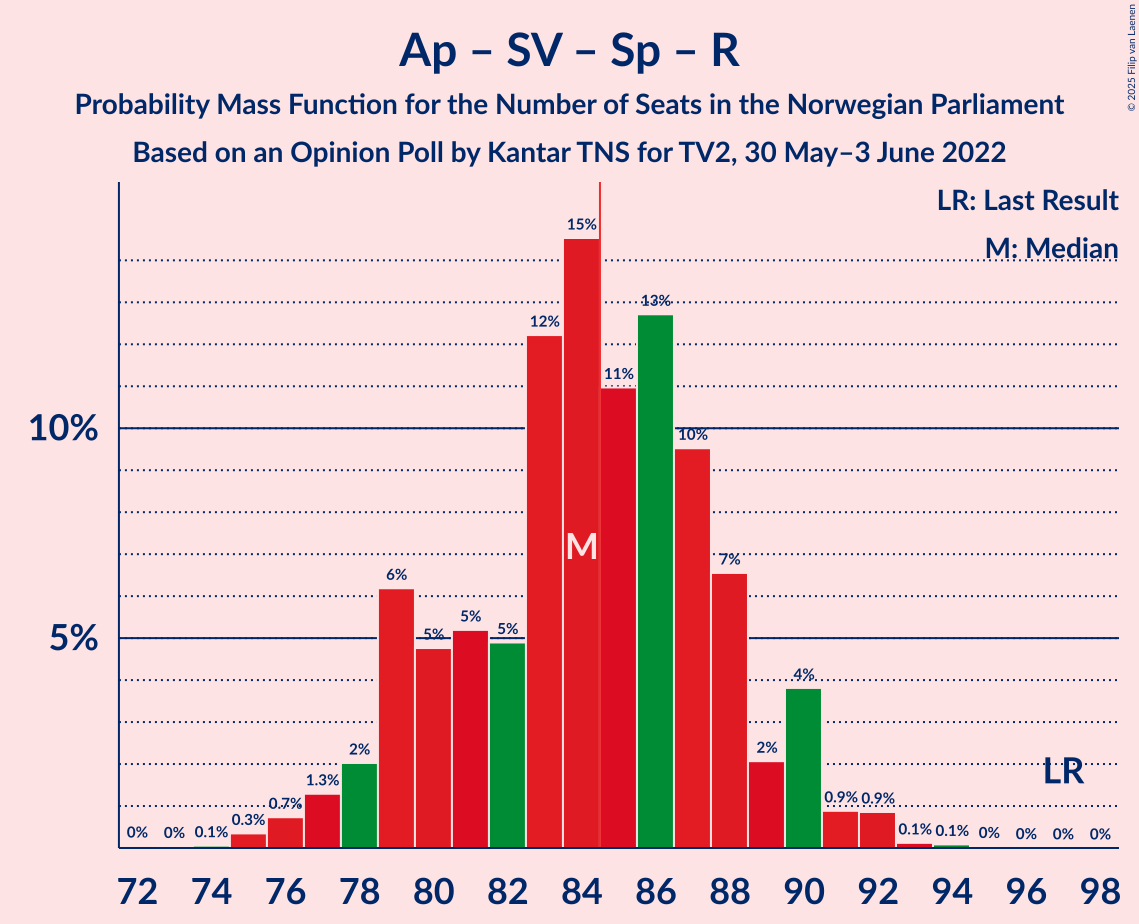 Ap – SV – Sp – R
Probability Mass Function for the Number of Seats in the Norwegian Parliament
Based on an Opinion Poll by Kantar TNS for TV2, 30 May–3 June 2022
© 2025 Filip van Laenen
LR: Last Result
M: Median
10%
5%
0% 0% 0.1% 0.3% 0.7% 1.3% 2% 6% 5% 5% 5% 12% 15% 11% 13% 10% 7% 2% 4% 0.9% 0.9% 0.1% 0.1% 0% 0% 0% 0%
M
LR
72 74 76 78 80 82 84 86 88 90 92 94 96 98